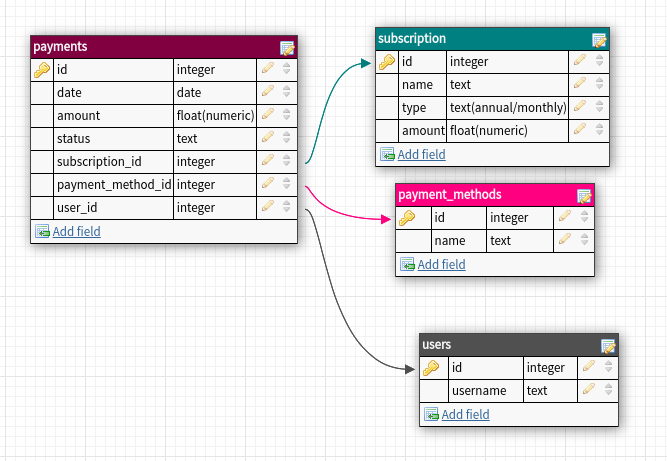 payments
id integer
date date
amount float(numeric)
status text
subscription_id integer
payment_method_id integer
user_id integer
Add field
subscription
id integer
name text
type text(annual/monthly)
amount float(numeric)
Add field
payment_methods
id integer
name text
Add field
users
id integer
username text
Add field